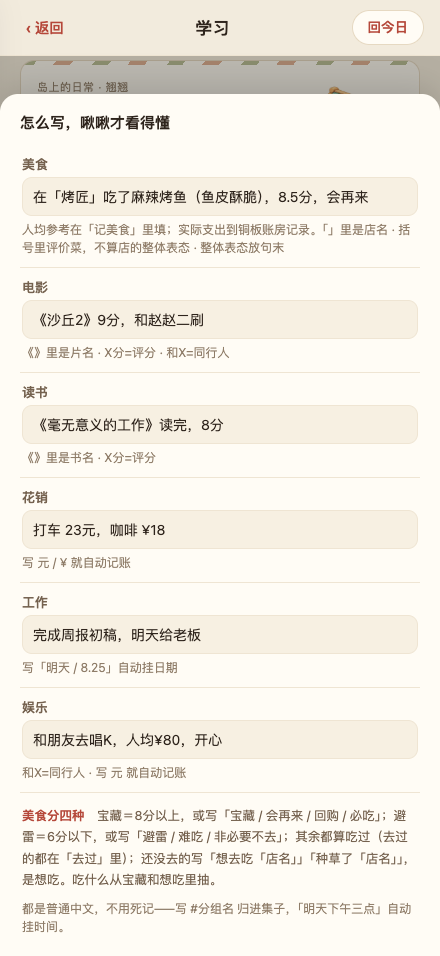 ‹ 返回
学习
回今日
岛上的日常 · 翘翘
怎么写，啾啾才看得懂
美食
在「烤匠」吃了麻辣烤鱼（鱼皮酥脆），8.5分，会再来
人均参考在「记美食」里填；实际支出到铜板账房记录。「」里是店名 · 括
号里评价菜，不算店的整体表态 · 整体表态放句末
电影
《沙丘2》9分，和赵赵二刷
《》里是片名 · X分=评分 · 和X=同行人
读书
《毫无意义的工作》读完，8分
《》里是书名 · X分=评分
花销
打车 23元，咖啡 ¥18
写 元 / ¥ 就自动记账
工作
完成周报初稿，明天给老板
写「明天 / 8.25」自动挂日期
娱乐
和朋友去唱K，人均¥80，开心
和X=同行人 · 写 元 自动记账
美食分四种 宝藏＝8分以上，或写「宝藏 / 会再来 / 回购 / 必吃」；避
雷＝6分以下，或写「避雷 / 难吃 / 非必要不去」；其余都算吃过（去过
的都在「去过」里）；还没去的写「想去吃「店名」」「种草了「店名」」，
是想吃。吃什么从宝藏和想吃里抽。
都是普通中文，不用死记——写 #分组名 归进集子，「明天下午三点」自动
挂时间。